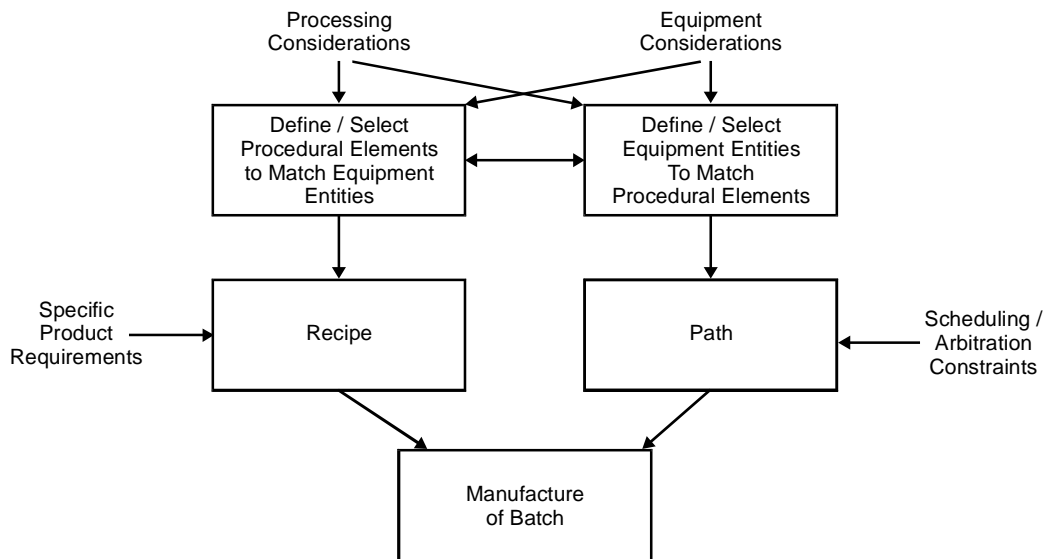 Processing
Considerations
Equipment
Considerations
Define / Select
Procedural Elements
to Match Equipment
Entities
Define / Select
Equipment Entities
To Match
Procedural Elements
Specific
Product
Requirements
Recipe
Path
Scheduling /
Arbitration
Constraints
Manufacture
of Batch